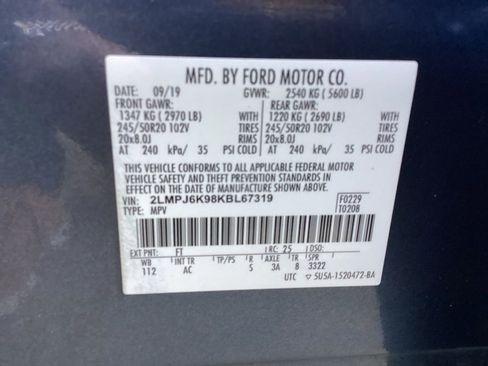 MFD. BY FORD MOTOR CO.
DATE: 09/19 GVWR: 2540 KG ( 5600 LB)
FRONT GAWR: REAR GAWR:
1347 KG ( 2970 LB) WITH 1220 KG ( 2690 LB) WITH
245/50R20 102V TIRES 245/50R20 102V TIRES
20x8.0J RIMS 20x8.0J RIMS
AT 240 kPa/ 35 PSI COLD AT 240 kPa/ 35 PSI COLD
THIS VEHICLE CONFORMS TO ALL APPLICABLE FEDERAL MOTOR
VEHICLE SAFETY AND BUMPER STANDARDS AND THEFT PREVENTION STANDARDS IN
EFFECT ON THE DATE OF MANUFACTURE SHOWN ABOVE.
VIN: 2LMPJ6K98KBL67319 F0229
TYPE: MPV T0208
EXT PNT: FT RC: 25 DSO:
WB INT TR TP/PS R AXLE TR SPR
112 AC 5 3A 8 3322
UTC 5U5A-1520472-BA